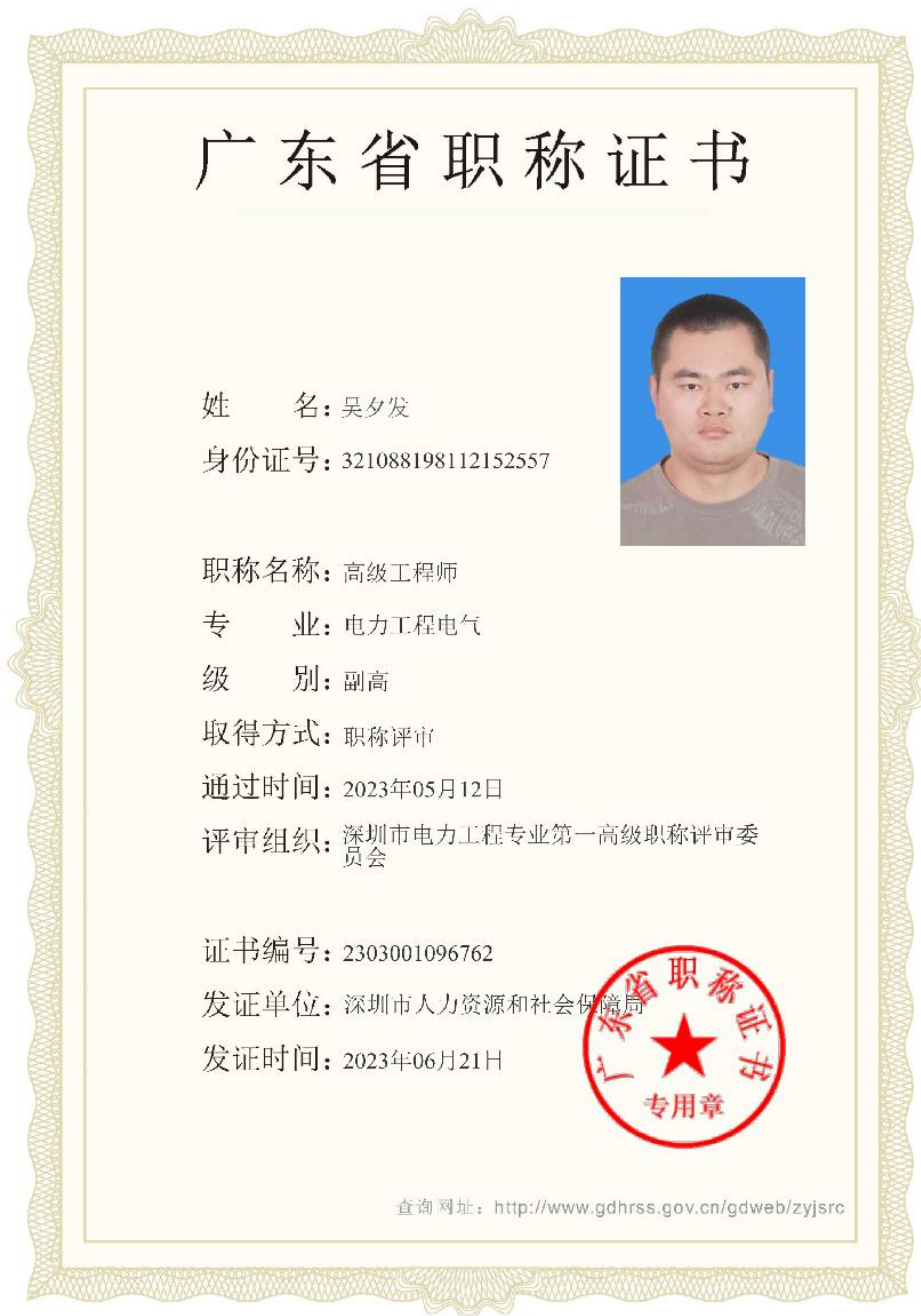 广东省职称证书
姓 名：吴夕发
身份证号：321088198112152557
职称名称：高级工程师
专 业：电力工程电气
级 别：副高
取得方式：职称评审
通过时间：2023年05月12日
评审组织：深圳市电力工程专业第一高级职称评审委
员会
证书编号：2303001096762
发证单位：深圳市人力资源和社会保障局
发证时间：2023年06月21日
广东省职称证书
专用章
查询网址：http://www.gdhrss.gov.cn/gdweb/zyjsrc